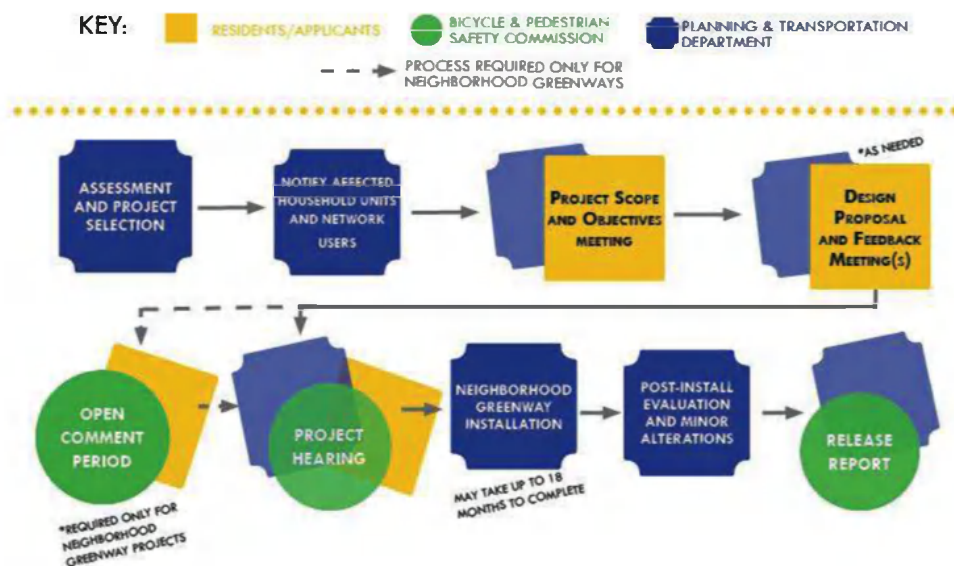 KEY:
RESIDENTS/APPLICANTS
BICYCLE & PEDESTRIAN
SAFETY COMMISSION
PLANNING & TRANSPORTATION
DEPARTMENT
PROCESS REQUIRED ONLY FOR
NEIGHBORHOOD GREENWAYS
ASSESSMENT
AND PROJECT
SELECTION
NOTIFY AFFECTED
HOUSEHOLD UNITS
AND NETWORK
USERS
PROJECT SCOPE
AND OBJECTIVES
MEETING
*AS NEEDED
DESIGN
PROPOSAL
AND FEEDBACK
MEETING(S)
OPEN
COMMENT
PERIOD
*REQUIRED ONLY FOR
NEIGHBORHOOD
GREENWAY PROJECTS
PROJECT
HEARING
NEIGHBORHOOD
GREENWAY
INSTALLATION
MAY TAKE UP TO 18
MONTHS TO COMPLETE
POST-INSTALL
EVALUATION
AND MINOR
ALTERATIONS
RELEASE
REPORT